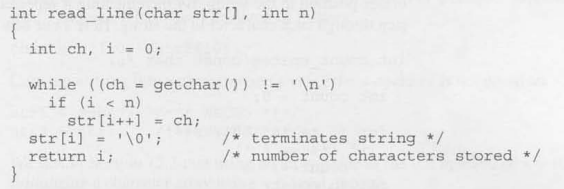 int read_line(char str[], int n)
{
  int ch, i = 0;

  while ((ch = getchar()) != '\n')
    if (i < n)
      str[i++] = ch;
  str[i] = '\0';        /* terminates string */
  return i;             /* number of characters stored */
}